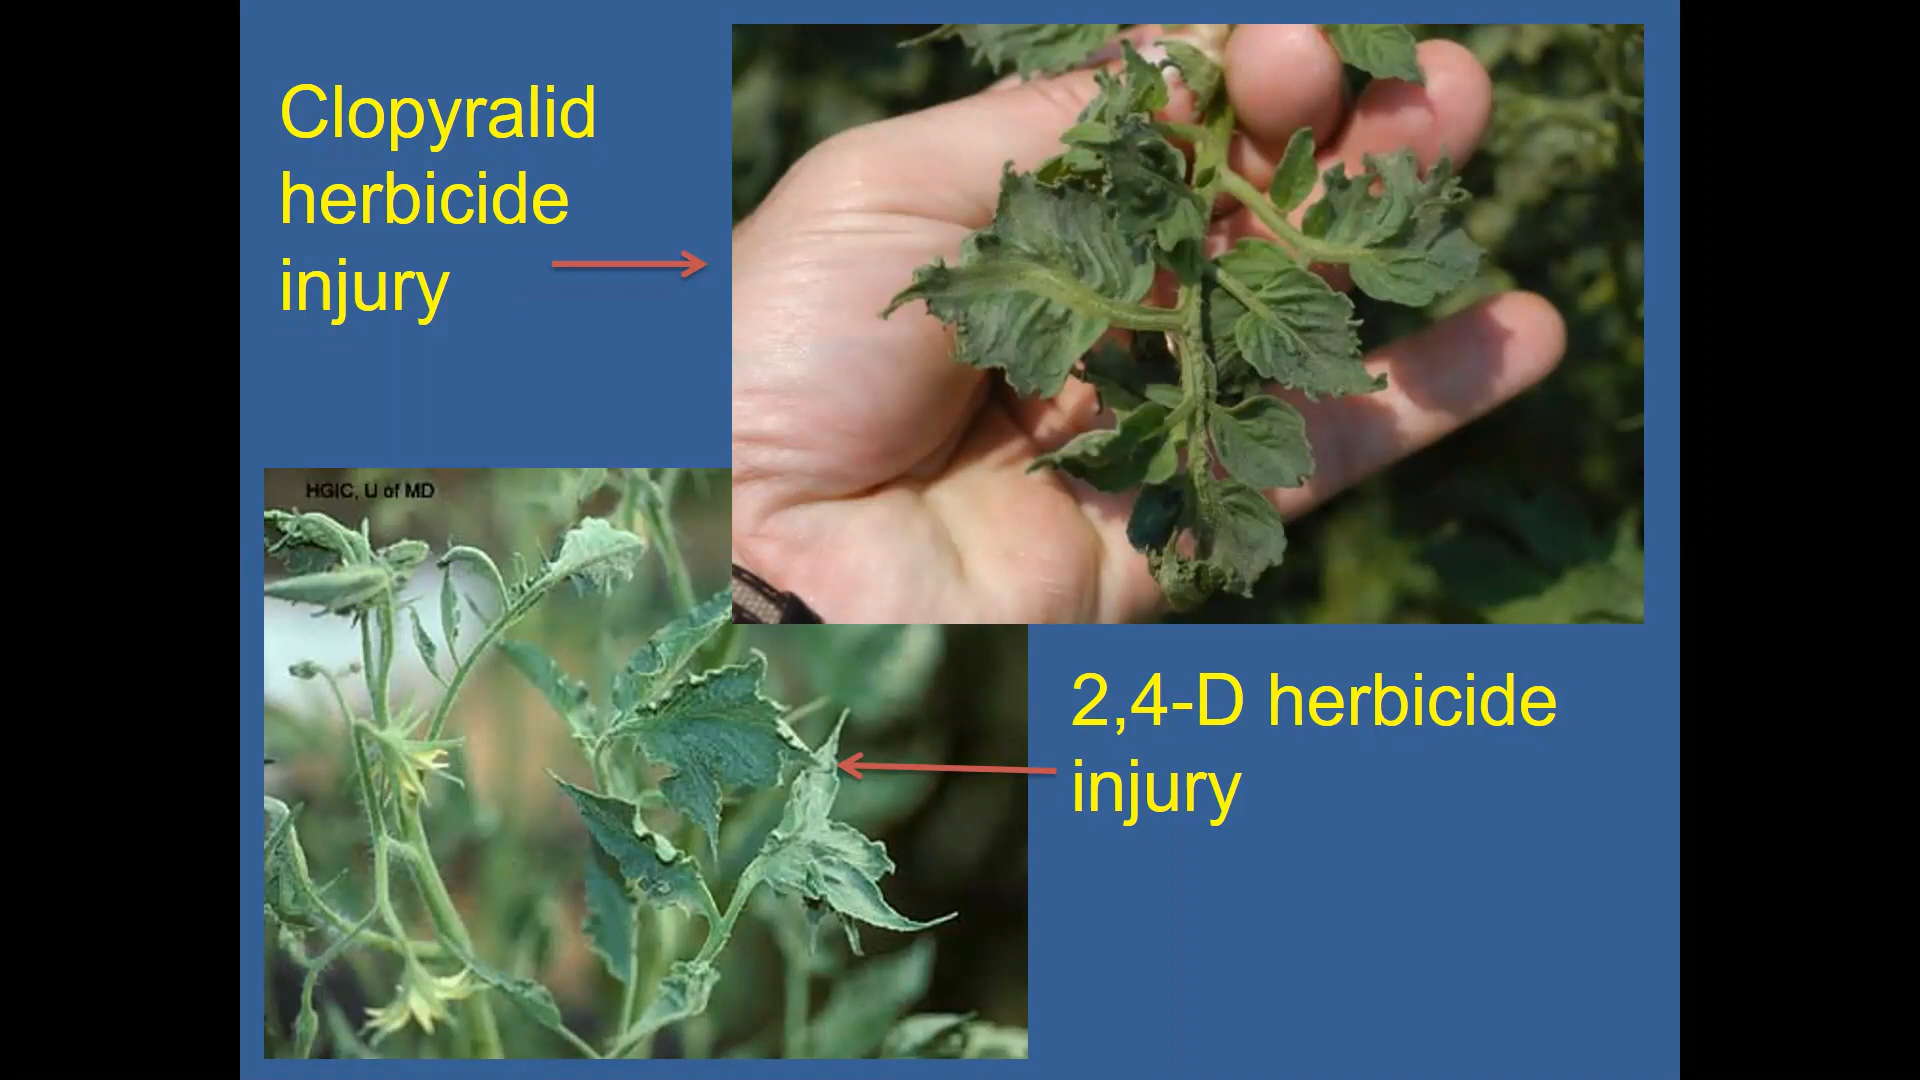 Clopyralid
herbicide
injury
HGIC, U of MD
2,4-D herbicide
injury